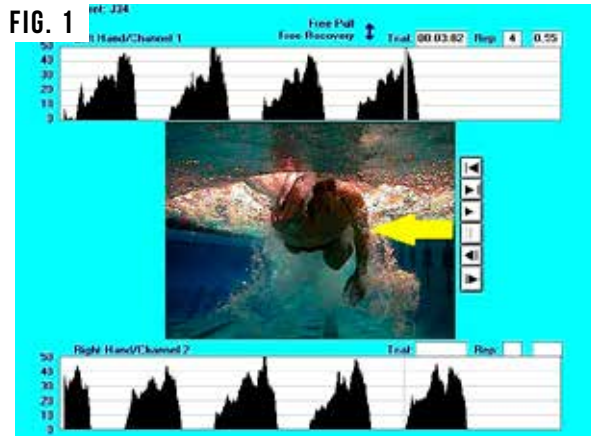 FIG. 1
ent: J34
Free Pull
Free Recovery
Left Hand/Channel 1
Trial: 00:03:82 Rep: 4 0.55
50
40
30
20
10
0
Right Hand/Channel 2
Trial: Rep:
50
40
30
20
10
0